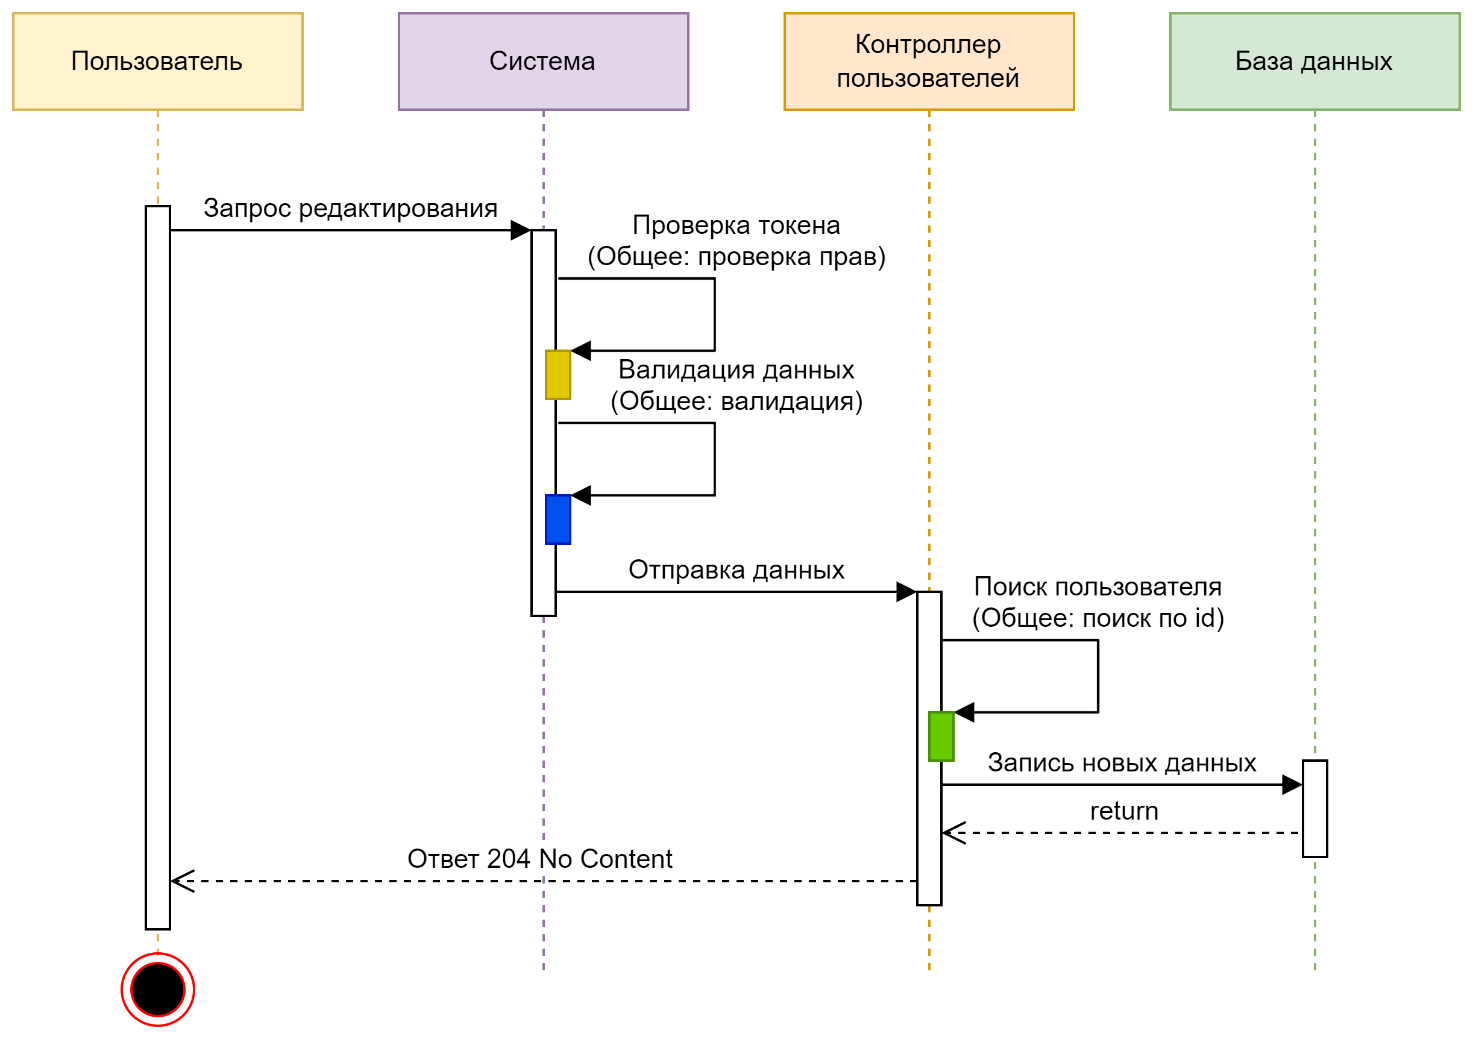 Пользователь
Система
Контроллер
пользователей
База данных
Запрос редактирования
Проверка токена
(Общее: проверка прав)
Валидация данных
(Общее: валидация)
Отправка данных
Поиск пользователя
(Общее: поиск по id)
Запись новых данных
return
Ответ 204 No Content